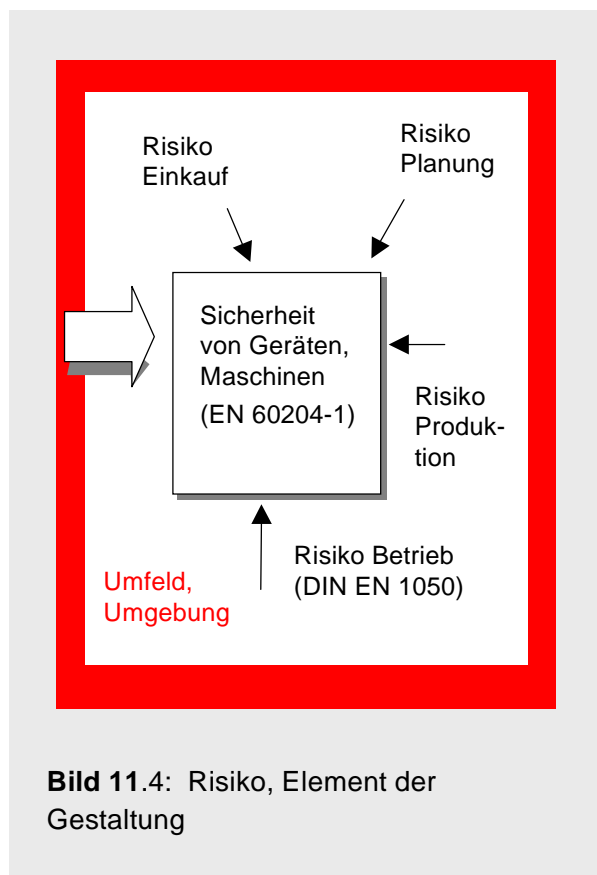 Risiko
Einkauf
Risiko
Planung
Sicherheit
von Geräten,
Maschinen
(EN 60204-1)
Risiko
Produk-
tion
Risiko Betrieb
(DIN EN 1050)
Umfeld,
Umgebung
Bild 11.4: Risiko, Element der
Gestaltung